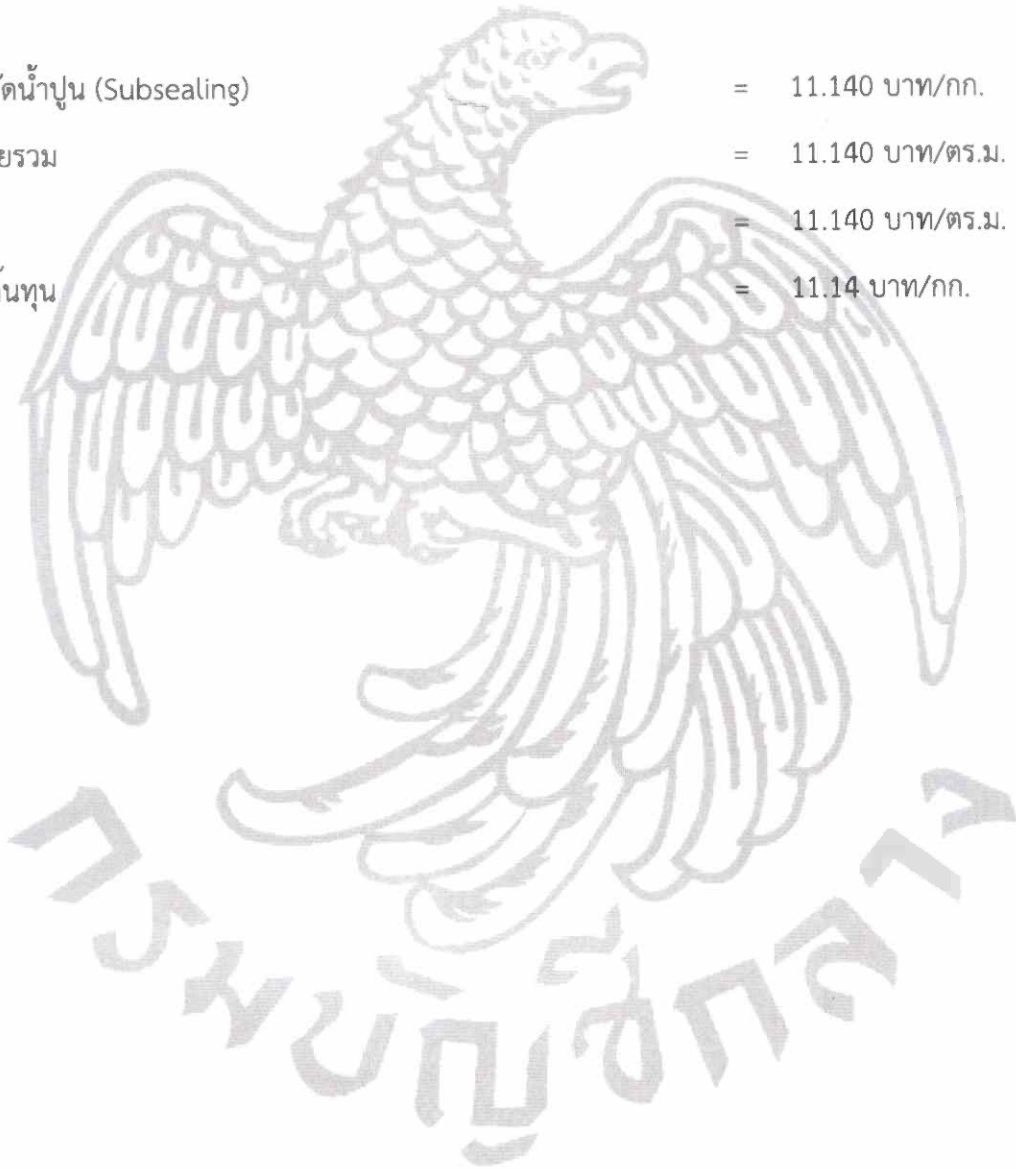 ัดน้ำปูน (Subsealing) = 11.140 บาท/กก.
ยรวม = 11.140 บาท/ตร.ม.
= 11.140 บาท/ตร.ม.
้นทุน = 11.14 บาท/กก.
กรมบัญชีกลาง